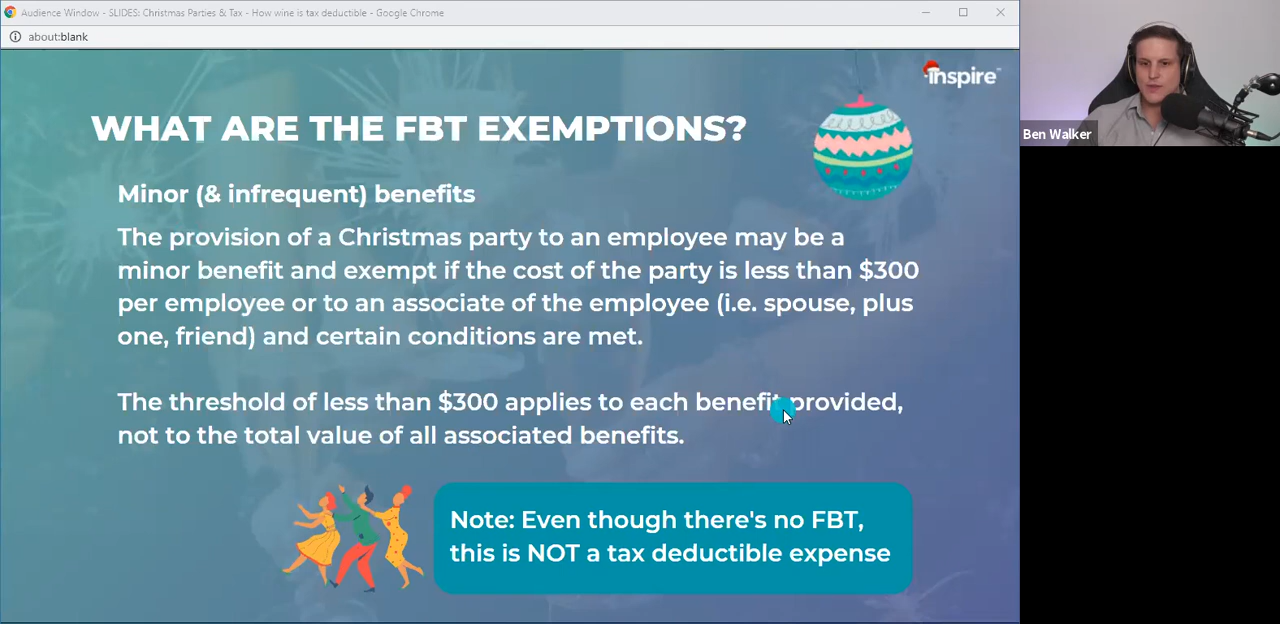 Audience Window - SLIDES: Christmas Parties & Tax - How wine is tax deductible - Google Chrome
about:blank
inspire™
WHAT ARE THE FBT EXEMPTIONS?
Ben Walker
Minor (& infrequent) benefits
The provision of a Christmas party to an employee may be a
minor benefit and exempt if the cost of the party is less than $300
per employee or to an associate of the employee (i.e. spouse, plus
one, friend) and certain conditions are met.
The threshold of less than $300 applies to each benefit provided,
not to the total value of all associated benefits.
Note: Even though there's no FBT,
this is NOT a tax deductible expense